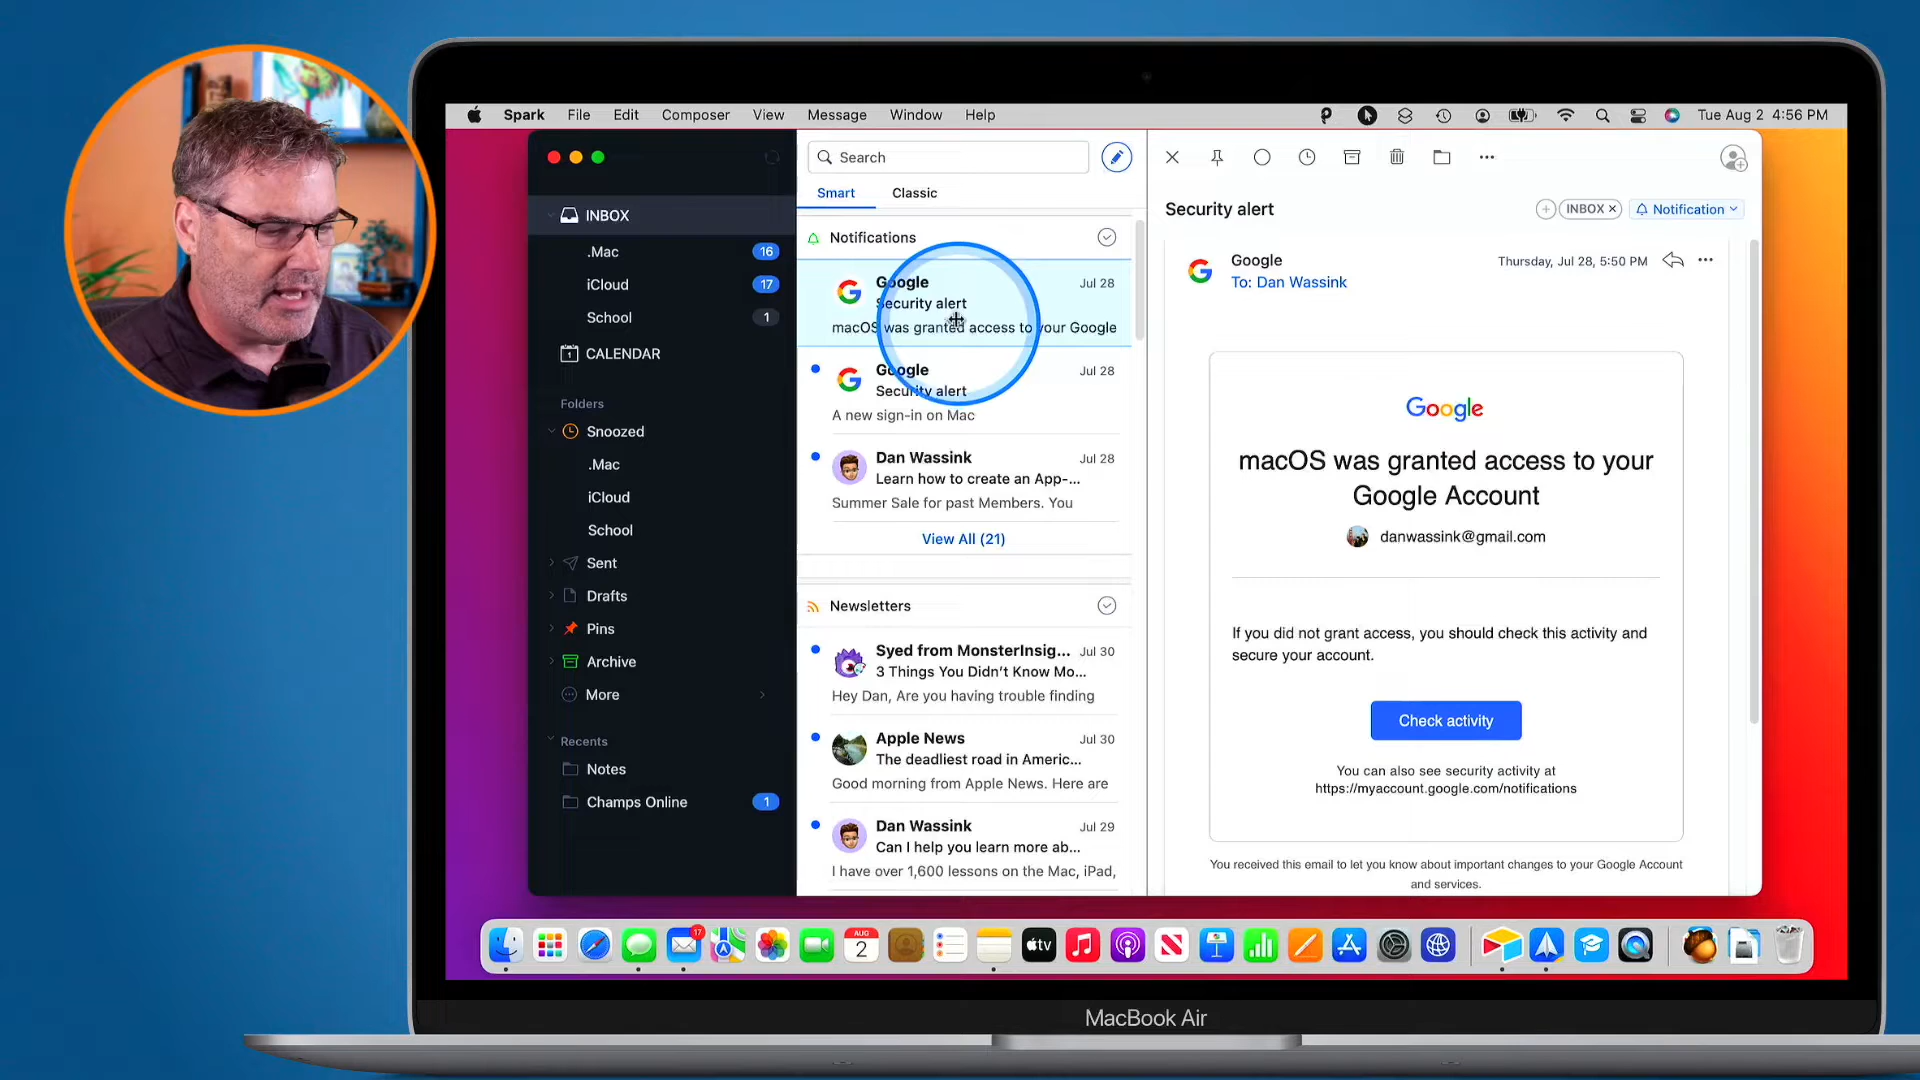 Spark File Edit Composer View Message Window Help
Tue Aug 2 4:56 PM
INBOX
.Mac 16
iCloud 17
School 1
1 CALENDAR
Folders
Snoozed
.Mac
iCloud
School
Sent
Drafts
Pins
Archive
More
Recents
Notes
Champs Online 1
Search
Smart Classic
Notifications
Google Jul 28
Security alert
macOS was granted access to your Google
Google Jul 28
Security alert
A new sign-in on Mac
Dan Wassink Jul 28
Learn how to create an App-...
Summer Sale for past Members. You
View All (21)
Newsletters
Syed from MonsterInsig... Jul 30
3 Things You Didn't Know Mo...
Hey Dan, Are you having trouble finding
Apple News Jul 30
The deadliest road in Americ...
Good morning from Apple News. Here are
Dan Wassink Jul 29
Can I help you learn more ab...
I have over 1,600 lessons on the Mac, iPad,
Security alert
INBOX
Notification
Google
Thursday, Jul 28, 5:50 PM
To: Dan Wassink
Google
macOS was granted access to your
Google Account
danwassink@gmail.com
If you did not grant access, you should check this activity and
secure your account.
Check activity
You can also see security activity at
https://myaccount.google.com/notifications
You received this email to let you know about important changes to your Google Account
and services.
17
AUG
2
tv
MacBook Air